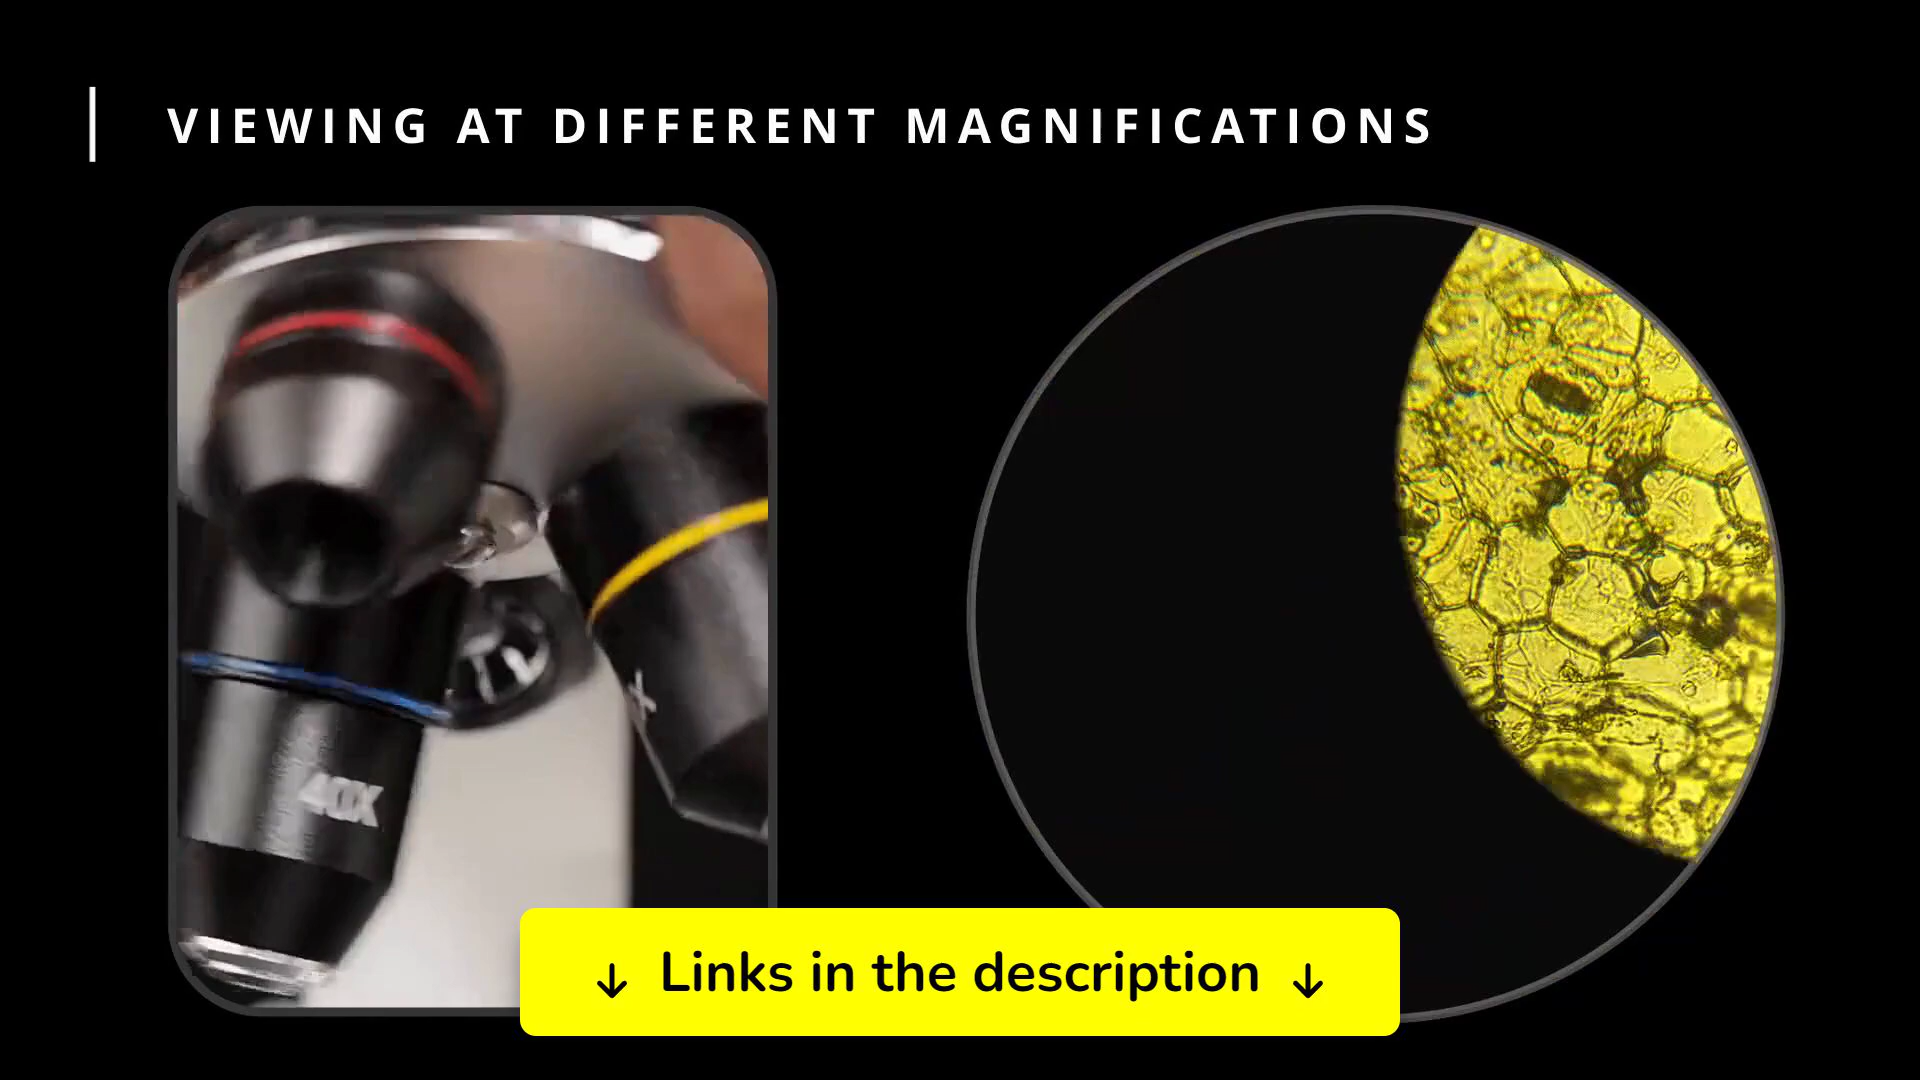 VIEWING AT DIFFERENT MAGNIFICATIONS
40X
X
↓ Links in the description ↓